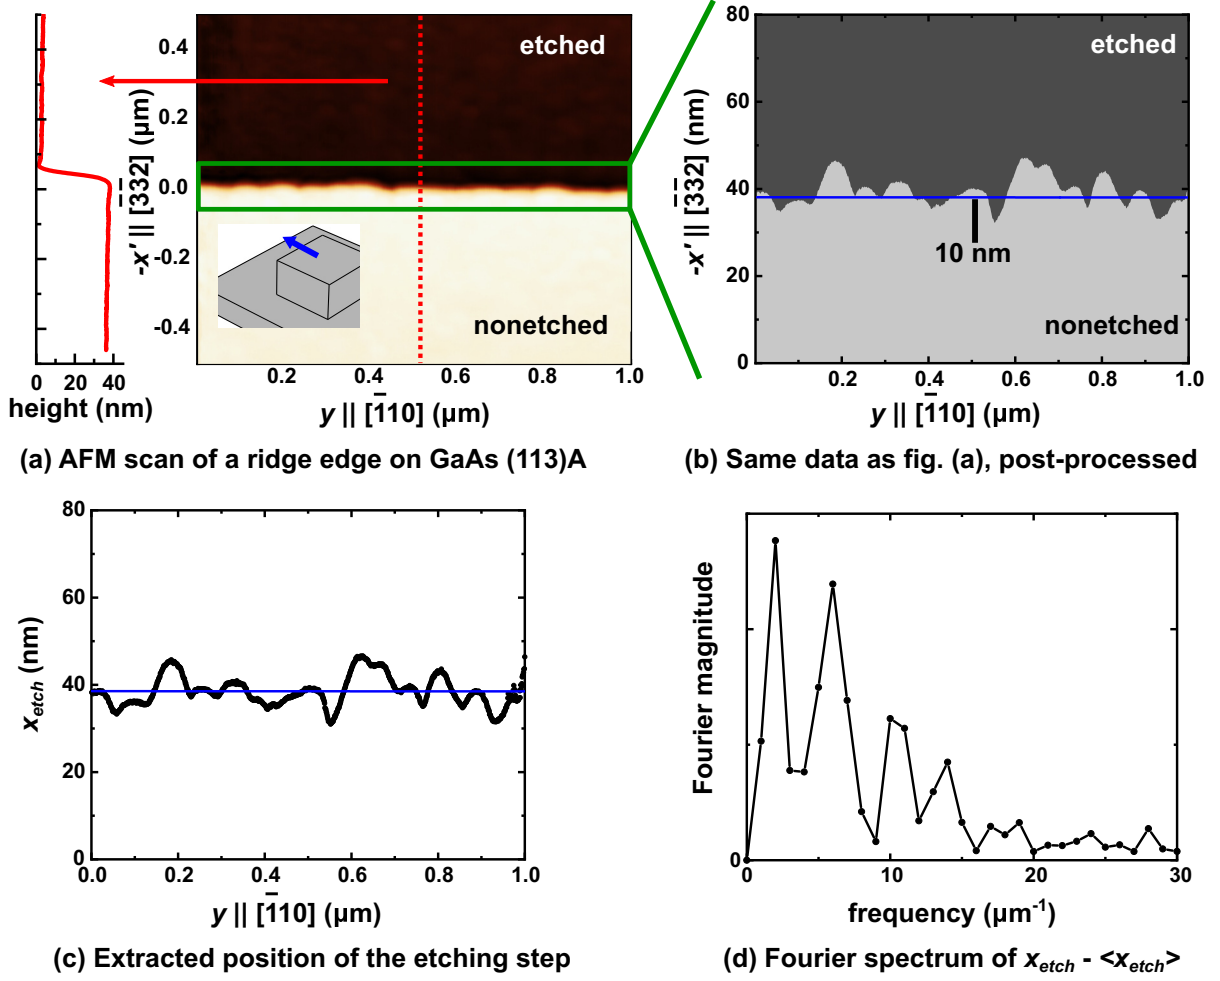 0.4
0.2
0.0
-0.2
-0.4
-x′ || [3̅3̅2] (μm)
etched
nonetched
0 20 40
height (nm)
0.2 0.4 0.6 0.8 1.0
y || [1̅10] (μm)
(a) AFM scan of a ridge edge on GaAs (113)A
80
60
40
20
0
-x′ || [3̅3̅2] (nm)
etched
10 nm
nonetched
0.2 0.4 0.6 0.8 1.0
y || [1̅10] (μm)
(b) Same data as fig. (a), post-processed
80
60
40
20
0
x_etch (nm)
0.0 0.2 0.4 0.6 0.8 1.0
y || [1̅10] (μm)
(c) Extracted position of the etching step
Fourier magnitude
0
0 10 20 30
frequency (μm⁻¹)
(d) Fourier spectrum of x_etch - <x_etch>